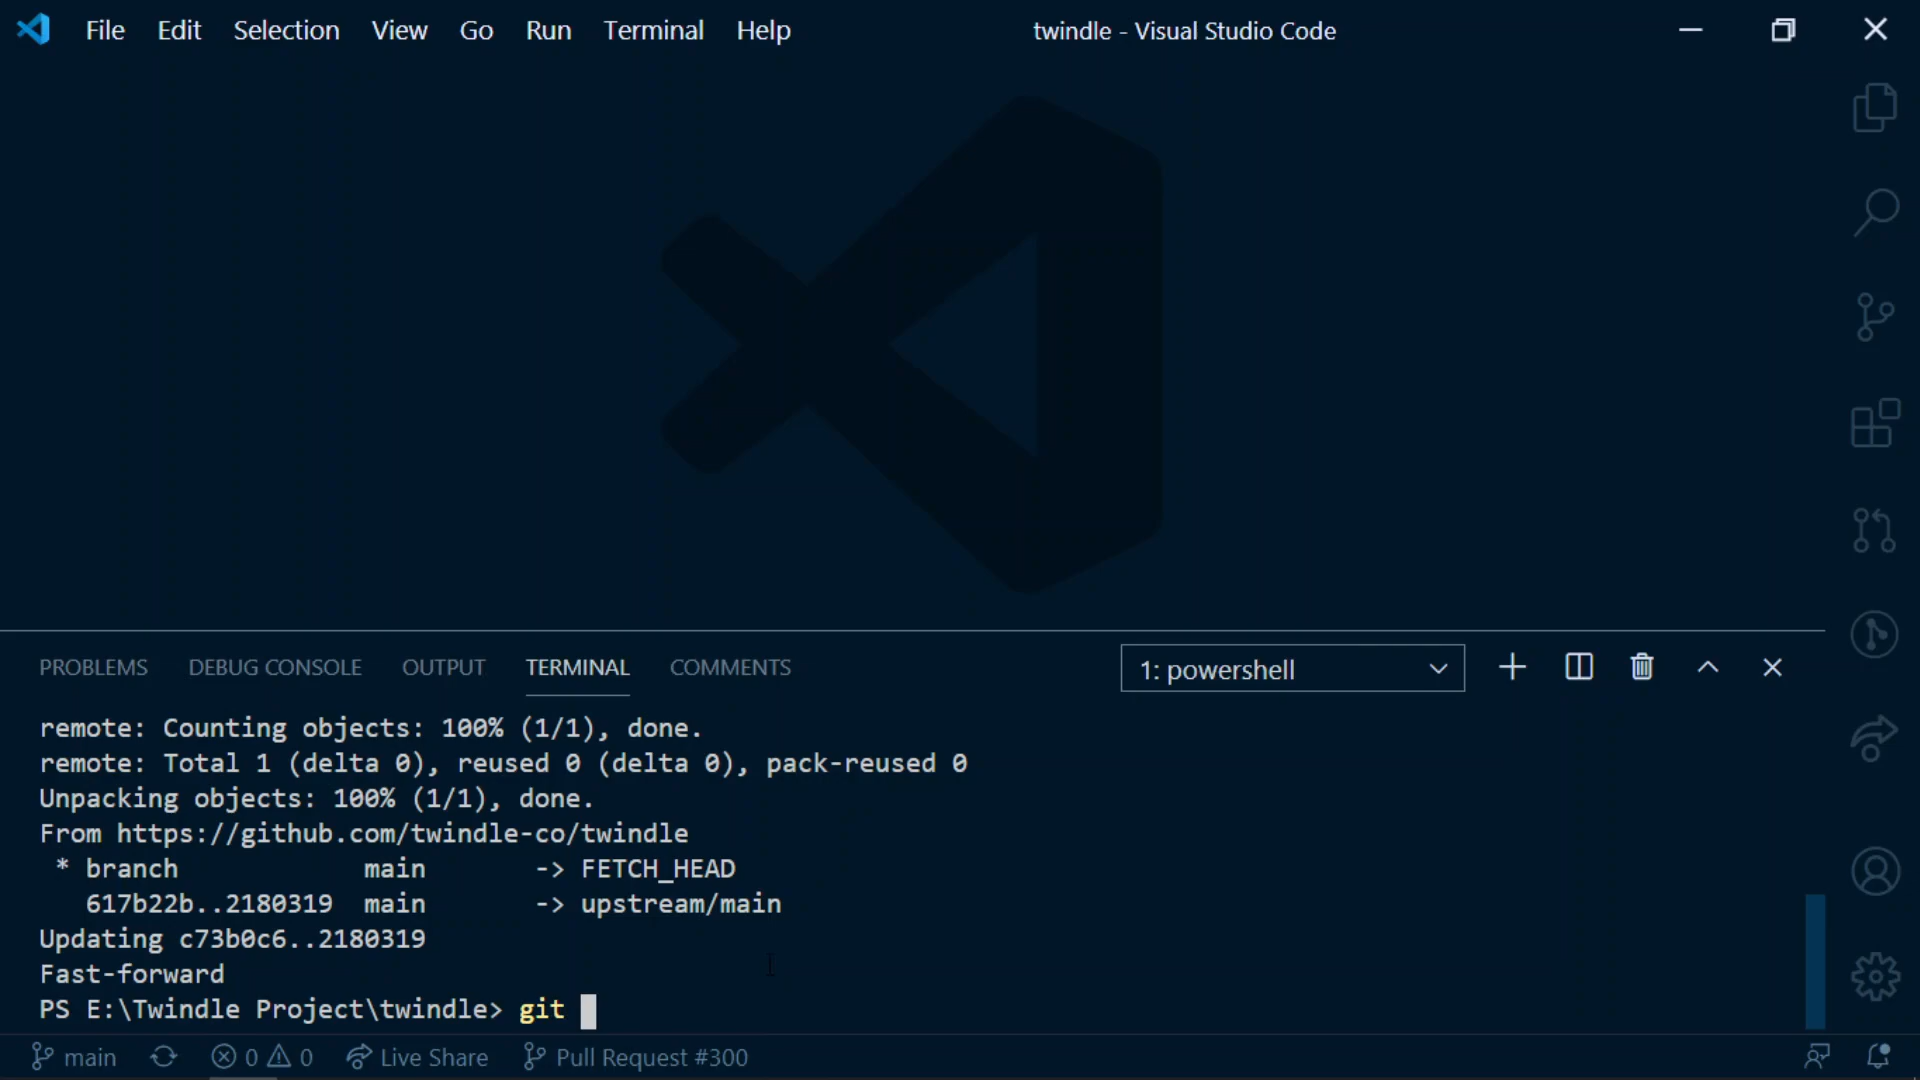 File Edit Selection View Go Run Terminal Help twindle - Visual Studio Code
PROBLEMS DEBUG CONSOLE OUTPUT TERMINAL COMMENTS 1: powershell
remote: Counting objects: 100% (1/1), done.
remote: Total 1 (delta 0), reused 0 (delta 0), pack-reused 0
Unpacking objects: 100% (1/1), done.
From https://github.com/twindle-co/twindle
 * branch            main       -> FETCH_HEAD
   617b22b..2180319  main       -> upstream/main
Updating c73b0c6..2180319
Fast-forward
PS E:\Twindle Project\twindle> git
main 0 0 Live Share Pull Request #300